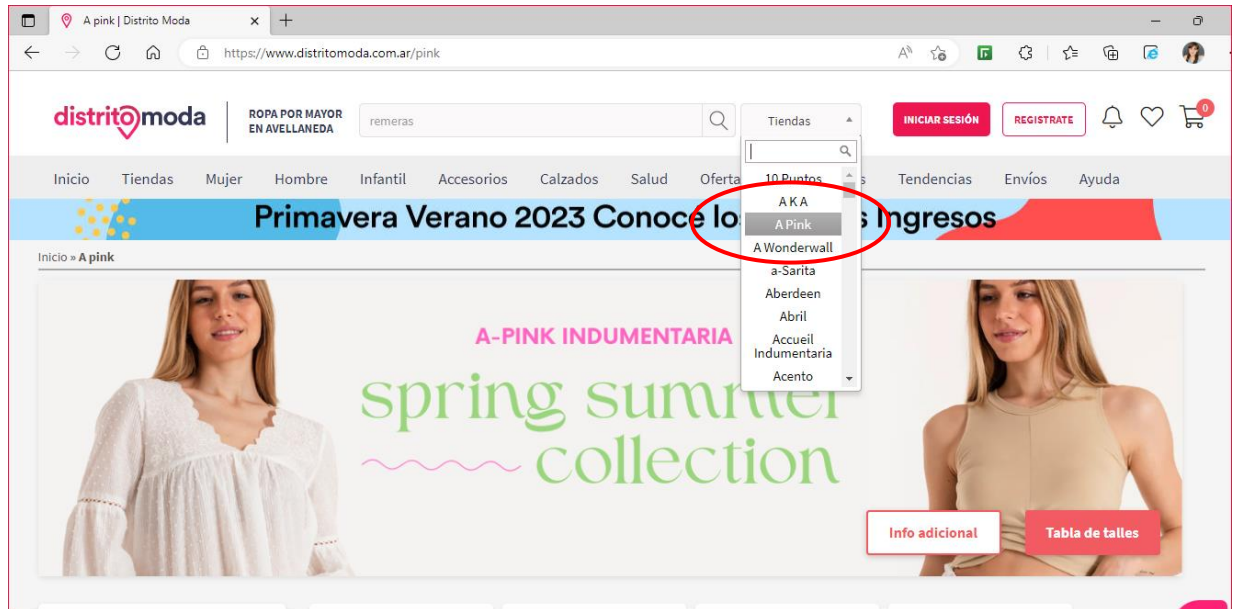 A pink | Distrito Moda
https://www.distritomoda.com.ar/pink
distritomoda
ROPA POR MAYOR
EN AVELLANEDA
remeras
Tiendas
INICIAR SESIÓN
REGISTRATE
0
Inicio Tiendas Mujer Hombre Infantil Accesorios Calzados Salud Tendencias Envíos Ayuda
10 Puntos
A K A
A Pink
A Wonderwall
a-Sarita
Aberdeen
Abril
Accueil
Indumentaria
Acento
Primavera Verano 2023 Conocé Ingresos
Inicio » A pink
A-PINK INDUMENTARIA
spring summer
collection
Info adicional
Tabla de talles